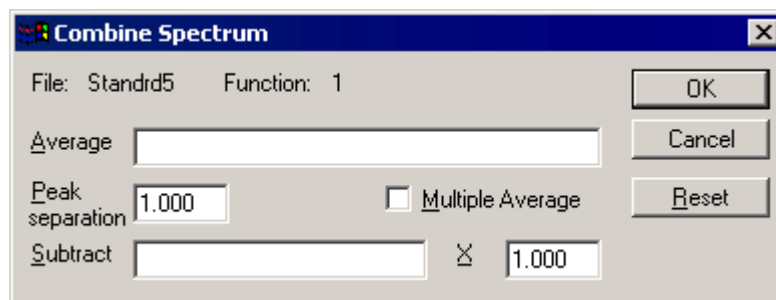 Combine Spectrum
File: Standrd5 Function: 1
OK
Average
Cancel
Peak separation 1.000
Multiple Average
Reset
Subtract
X 1.000